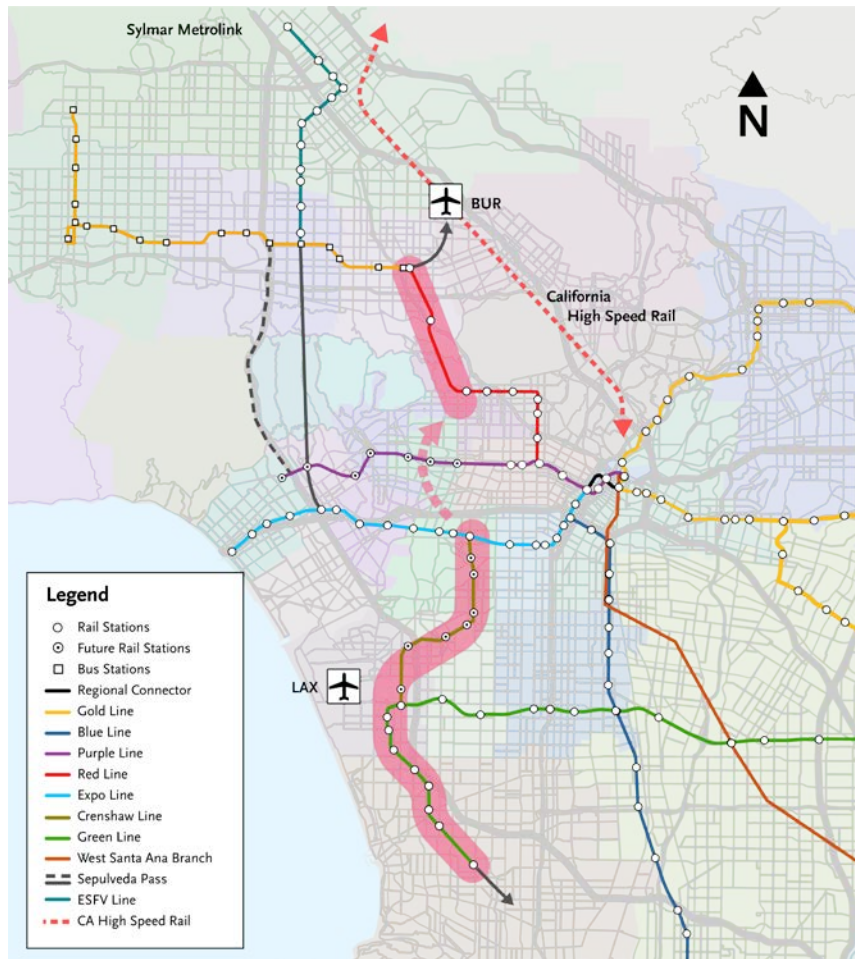 Sylmar Metrolink
N
BUR
California
High Speed Rail
LAX
Legend
Rail Stations
Future Rail Stations
Bus Stations
Regional Connector
Gold Line
Blue Line
Purple Line
Red Line
Expo Line
Crenshaw Line
Green Line
West Santa Ana Branch
Sepulveda Pass
ESFV Line
CA High Speed Rail